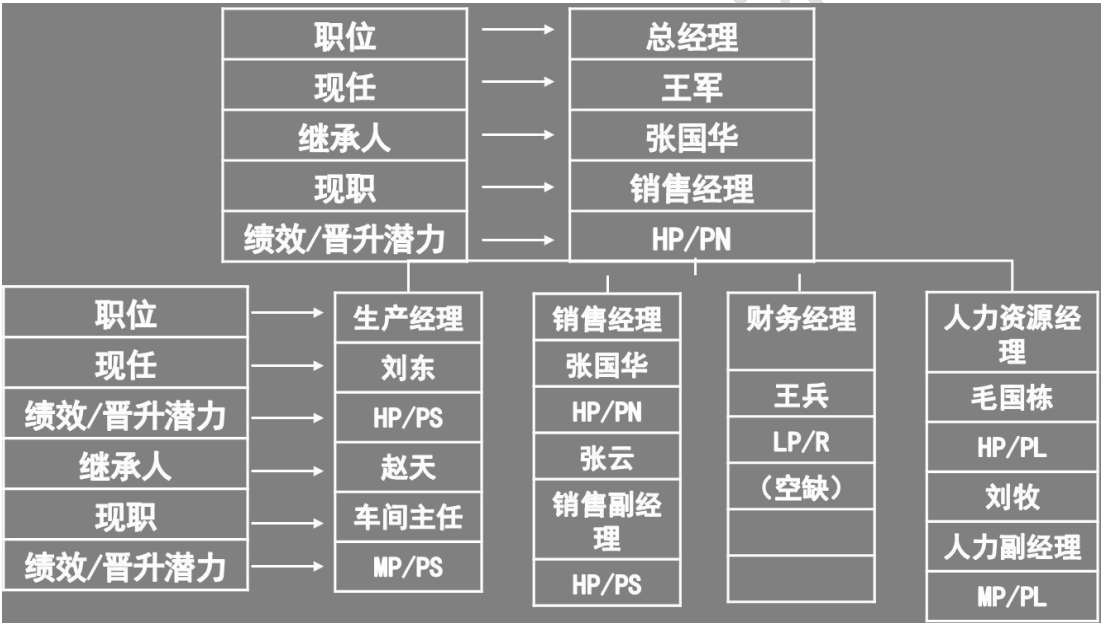 职位
总经理
现任
王军
继承人
张国华
现职
销售经理
绩效/晋升潜力
HP/PN
职位
现任
绩效/晋升潜力
继承人
现职
绩效/晋升潜力
生产经理
刘东
HP/PS
赵天
车间主任
MP/PS
销售经理
张国华
HP/PN
张云
销售副经
理
HP/PS
财务经理
王兵
LP/R
（空缺）
人力资源经
理
毛国栋
HP/PL
刘牧
人力副经理
MP/PL